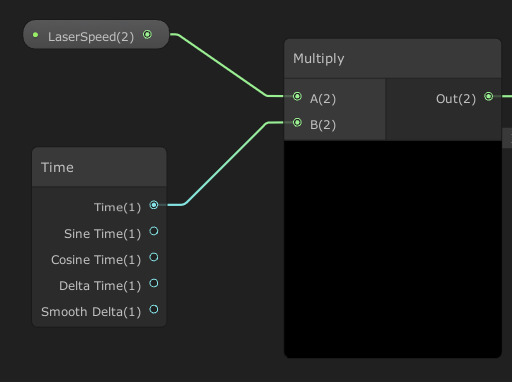 LaserSpeed(2)
Multiply
A(2)
Out(2)
B(2)
Time
Time(1)
Sine Time(1)
Cosine Time(1)
Delta Time(1)
Smooth Delta(1)